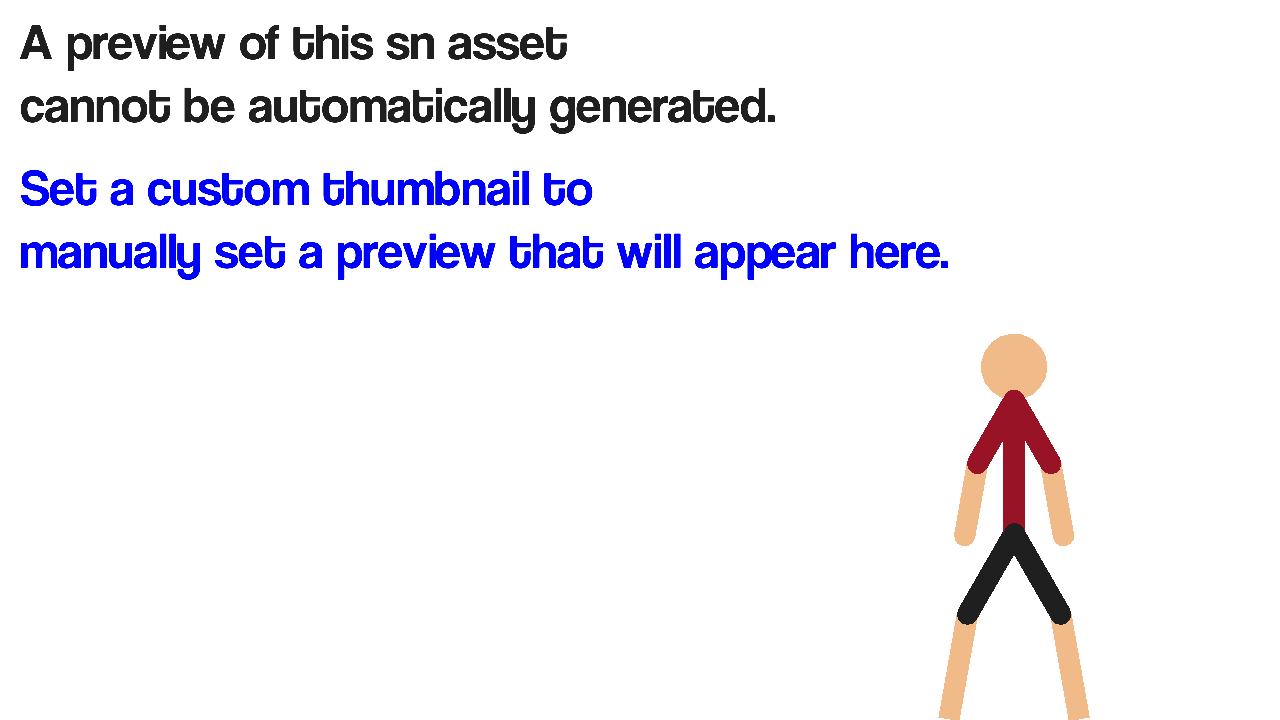 A preview of this sn asset
cannot be automatically generated.
Set a custom thumbnail to
manually set a preview that will appear here.